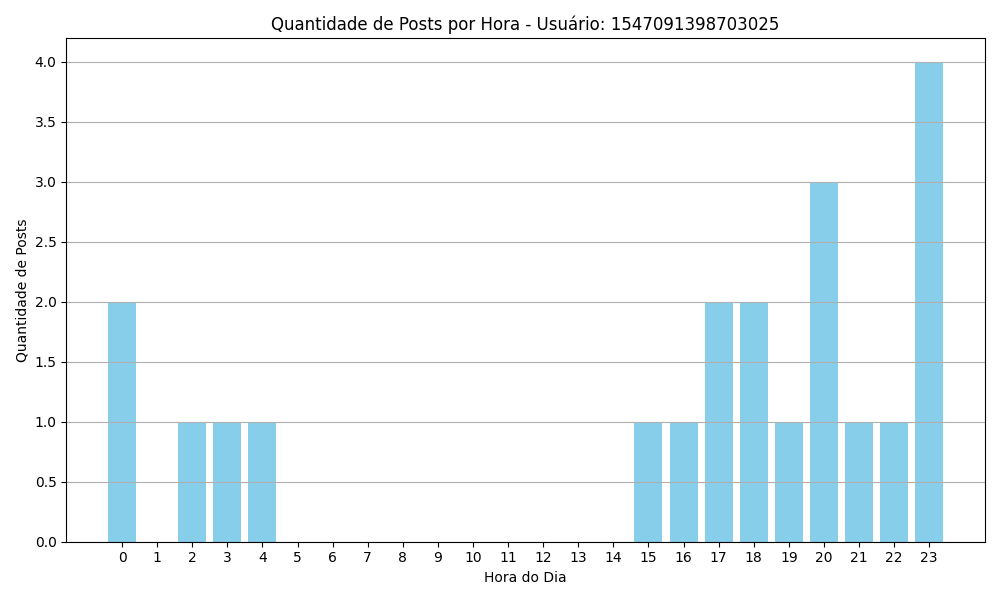 Quantidade de Posts por Hora - Usuário: 1547091398703025
Quantidade de Posts
4.0
3.5
3.0
2.5
2.0
1.5
1.0
0.5
0.0
0 1 2 3 4 5 6 7 8 9 10 11 12 13 14 15 16 17 18 19 20 21 22 23
Hora do Dia